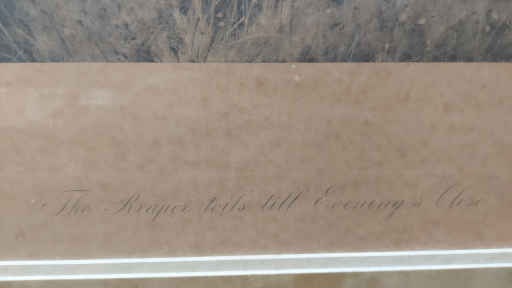 The Reaper toils till Evening's Close